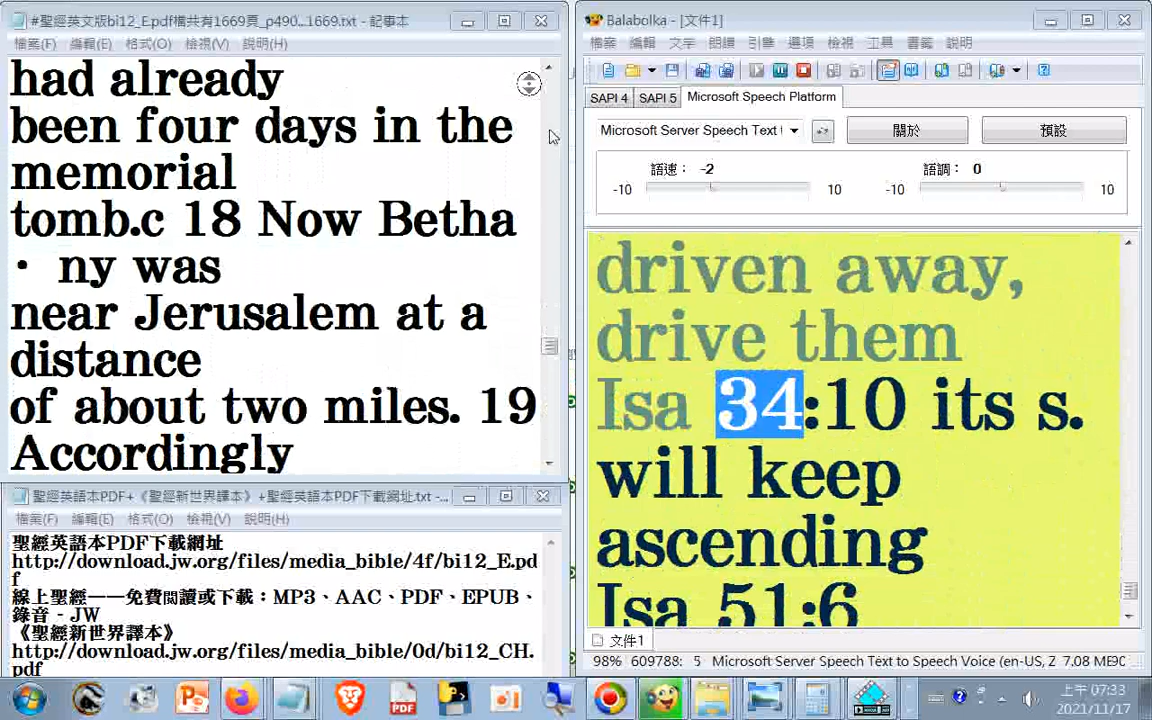 #聖經英文版bi12_E.pdf檔共有1669頁_p490...1669.txt - 記事本
檔案(F) 編輯(E) 格式(O) 檢視(V) 說明(H)
had already
been four days in the
memorial
tomb.c 18 Now Betha
· ny was
near Jerusalem at a
distance
of about two miles. 19
Accordingly
聖經英語本PDF+《聖經新世界譯本》+聖經英語本PDF下載網址.txt -...
檔案(F) 編輯(E) 格式(O) 檢視(V) 說明(H)
聖經英語本PDF下載網址
http://download.jw.org/files/media_bible/4f/bi12_E.pd
f
線上聖經——免費閱讀或下載：MP3、AAC、PDF、EPUB、
錄音 - JW
《聖經新世界譯本》
http://download.jw.org/files/media_bible/0d/bi12_CH.
pdf
Balabolka - [文件1]
檔案 編輯 文字 朗讀 引擎 選項 檢視 工具 書籤 說明
SAPI 4 SAPI 5 Microsoft Speech Platform
Microsoft Server Speech Text 關於 預設
語速： -2 語調： 0
-10 10 -10 10
driven away,
drive them
Isa 34:10 its s.
will keep
ascending
Isa 51:6
文件1
98% 609788: 5 Microsoft Server Speech Text to Speech Voice (en-US, Z 7.08 ME
上午 07:33
2021/11/17